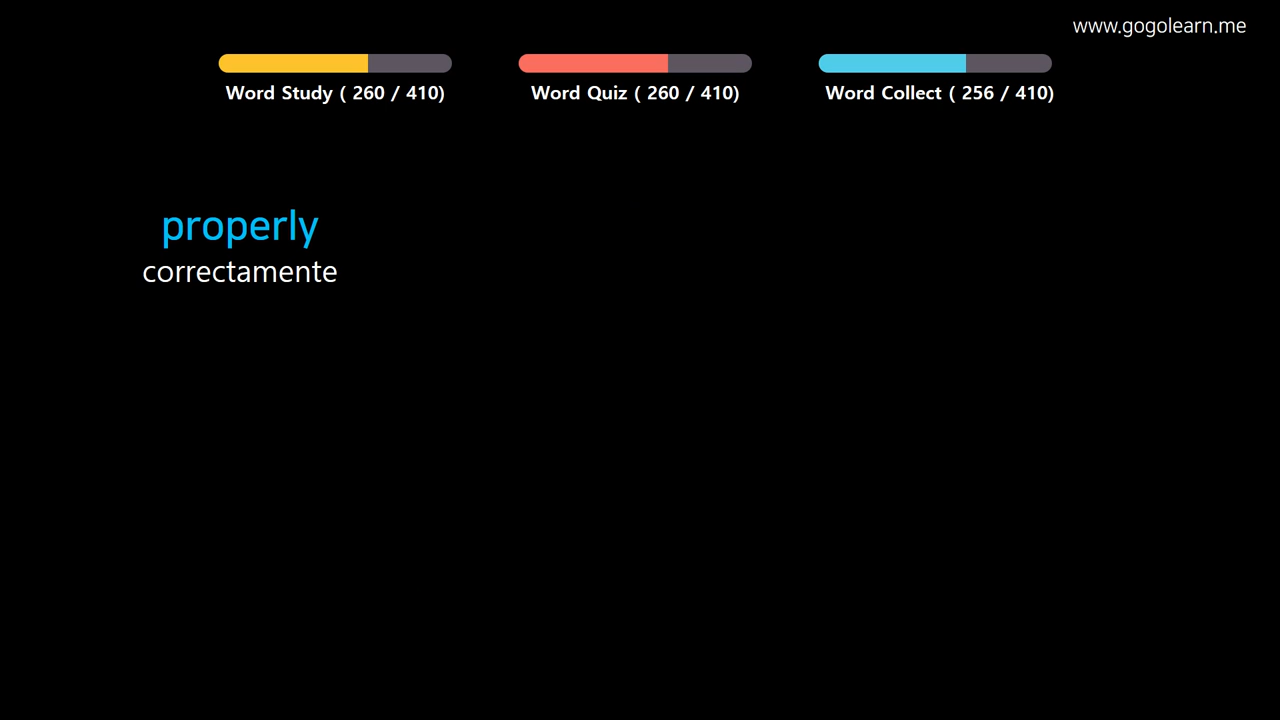 www.gogolearn.me
Word Study ( 260 / 410)
Word Quiz ( 260 / 410)
Word Collect ( 256 / 410)
properly
correctamente